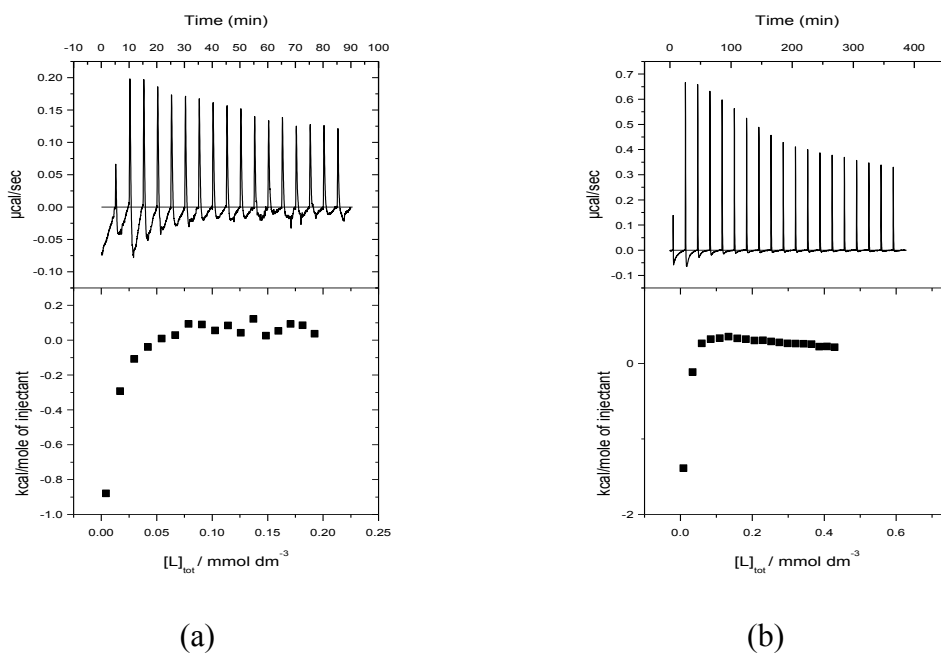 Time (min)
-10 0 10 20 30 40 50 60 70 80 90 100
0.20
0.15
0.10
0.05
0.00
-0.05
-0.10
µcal/sec
0.2
0.0
-0.2
-0.4
-0.6
-0.8
-1.0
kcal/mole of injectant
0.00 0.05 0.10 0.15 0.20 0.25
[L]tot / mmol dm-3
(a)
Time (min)
0 100 200 300 400
0.7
0.6
0.5
0.4
0.3
0.2
0.1
0.0
-0.1
µcal/sec
0
-2
kcal/mole of injectant
0.0 0.2 0.4 0.6
[L]tot / mmol dm-3
(b)